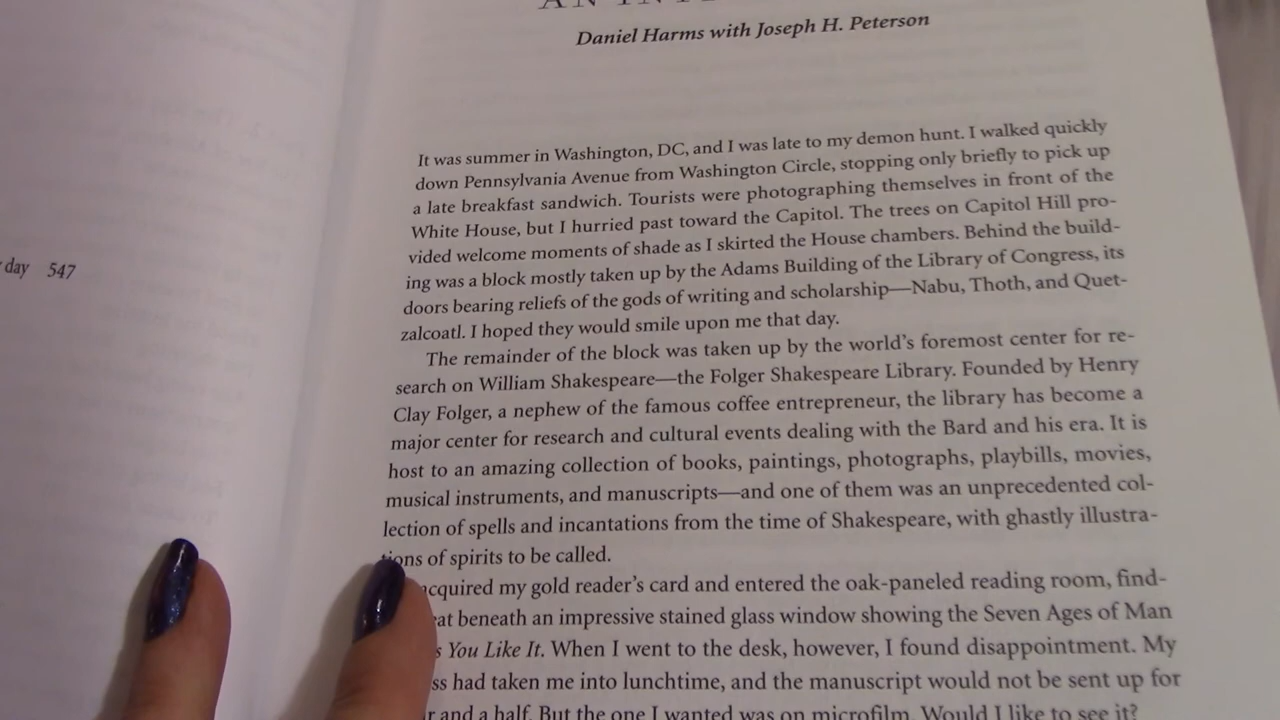 day 547
Daniel Harms with Joseph H. Peterson
It was summer in Washington, DC, and I was late to my demon hunt. I walked quickly
down Pennsylvania Avenue from Washington Circle, stopping only briefly to pick up
a late breakfast sandwich. Tourists were photographing themselves in front of the
White House, but I hurried past toward the Capitol. The trees on Capitol Hill pro-
vided welcome moments of shade as I skirted the House chambers. Behind the build-
ing was a block mostly taken up by the Adams Building of the Library of Congress, its
doors bearing reliefs of the gods of writing and scholarship—Nabu, Thoth, and Quet-
zalcoatl. I hoped they would smile upon me that day.
The remainder of the block was taken up by the world's foremost center for re-
search on William Shakespeare—the Folger Shakespeare Library. Founded by Henry
Clay Folger, a nephew of the famous coffee entrepreneur, the library has become a
major center for research and cultural events dealing with the Bard and his era. It is
host to an amazing collection of books, paintings, photographs, playbills, movies,
musical instruments, and manuscripts—and one of them was an unprecedented col-
lection of spells and incantations from the time of Shakespeare, with ghastly illustra-
tions of spirits to be called.
acquired my gold reader's card and entered the oak-paneled reading room, find-
beneath an impressive stained glass window showing the Seven Ages of Man
You Like It. When I went to the desk, however, I found disappointment. My
had taken me into lunchtime, and the manuscript would not be sent up for
and a half. But the one I wanted was on microfilm. Would I like to see it?